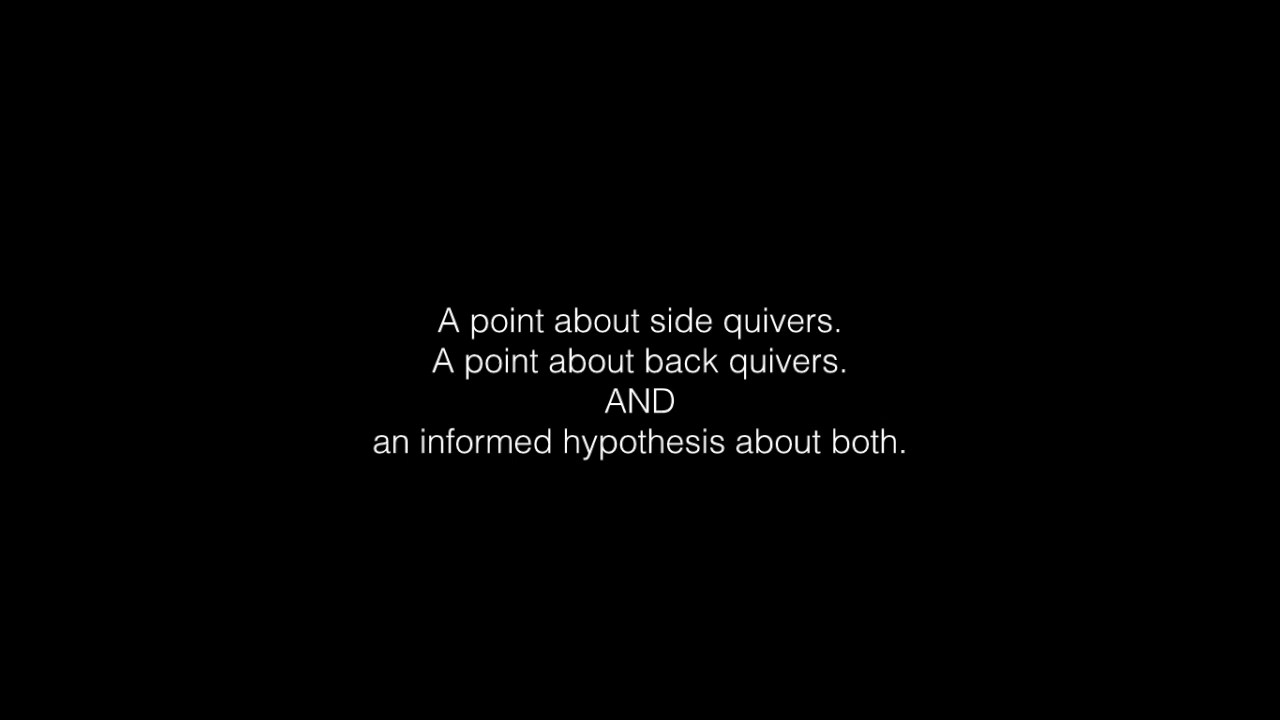 A point about side quivers.
A point about back quivers.
AND
an informed hypothesis about both.